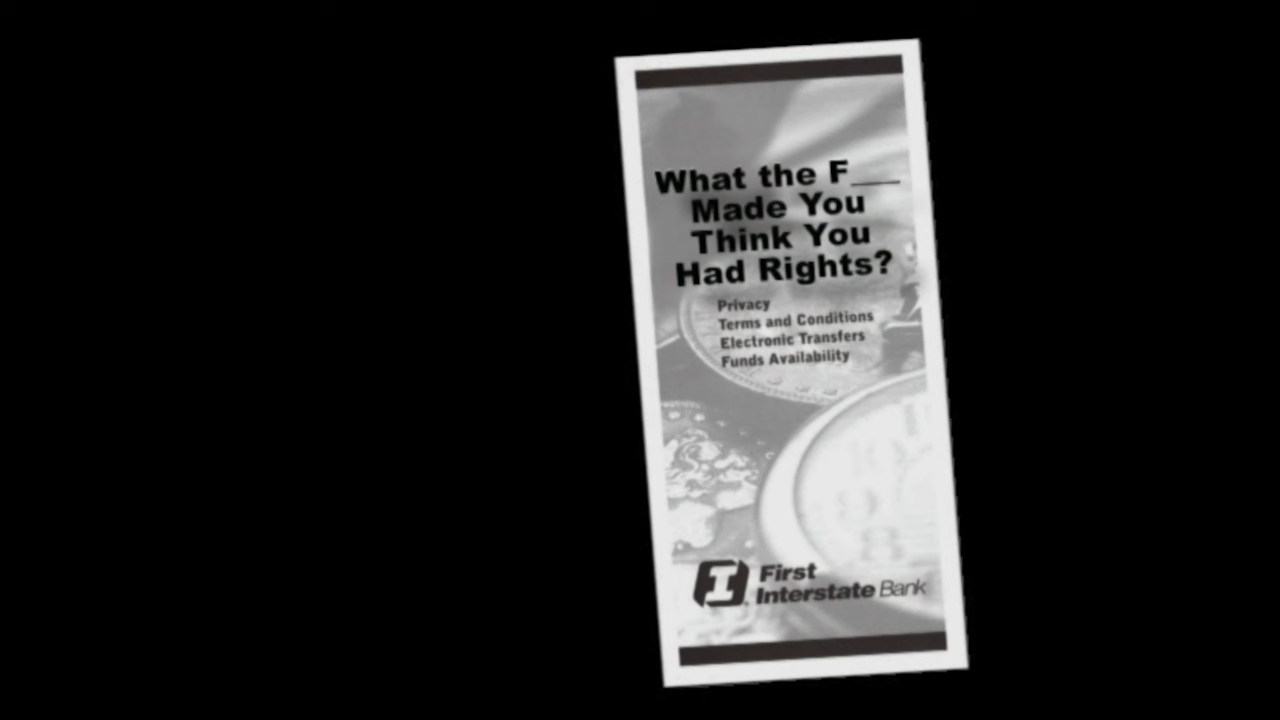 What the F___
Made You
Think You
Had Rights?
Privacy
Terms and Conditions
Electronic Transfers
Funds Availability
First
Interstate Bank